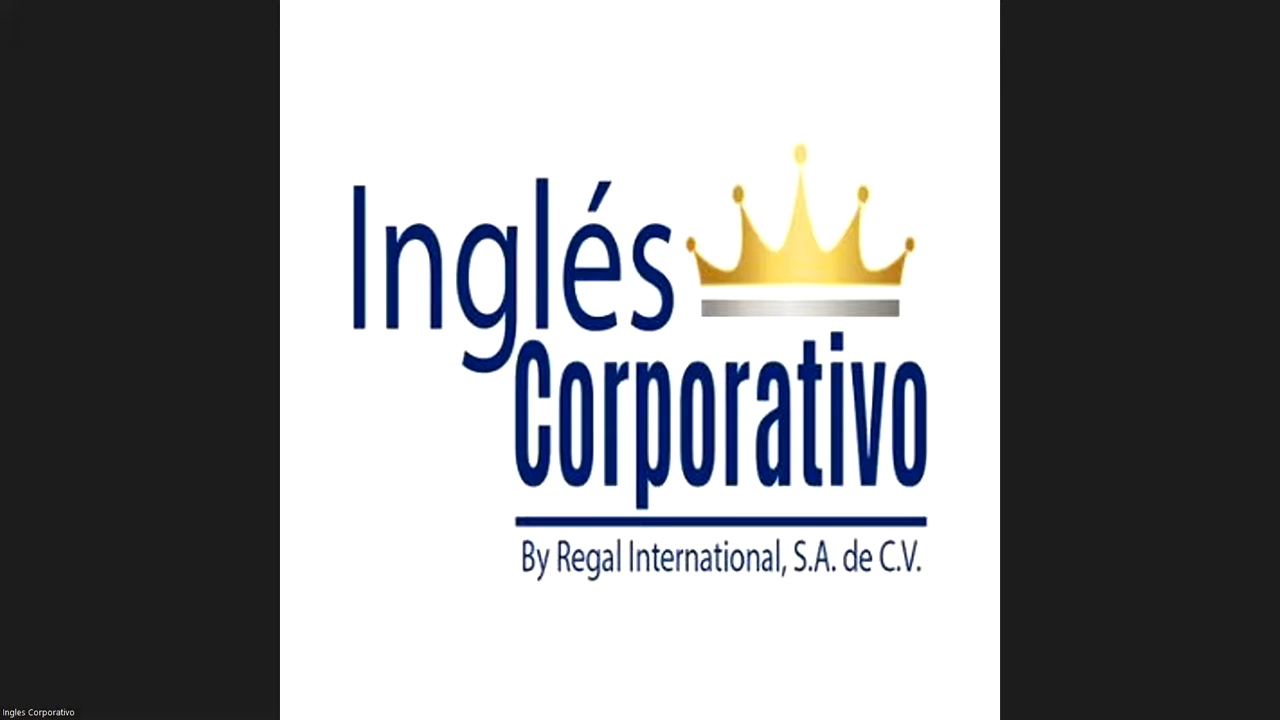 Inglés
Corporativo
By Regal International, S.A. de C.V.
Ingles Corporativo